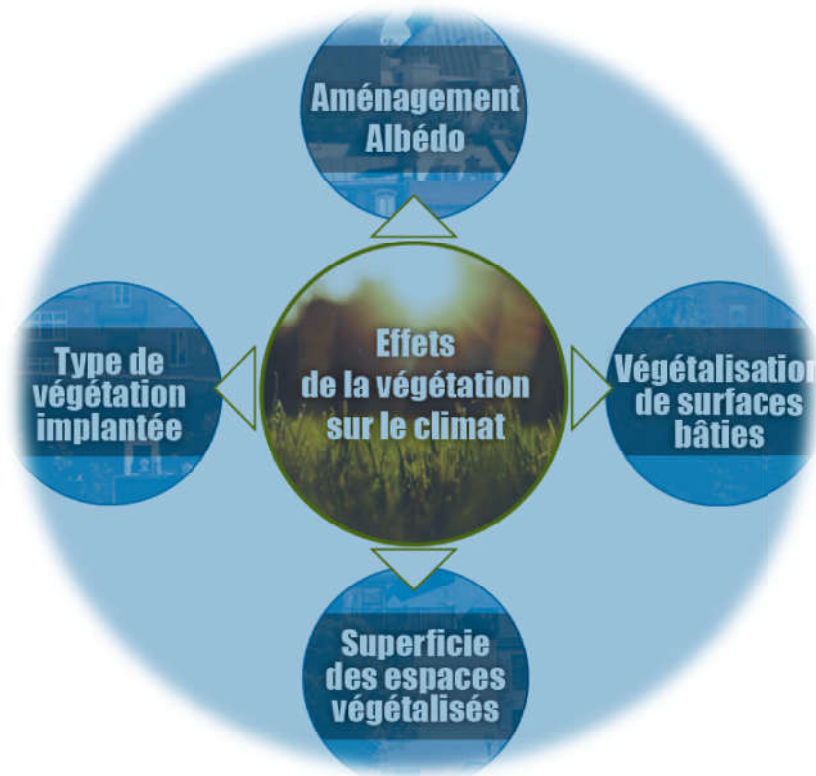 Aménagement
Albédo
Type de
végétation
implantée
Effets
de la végétation
sur le climat
Végétalisation
de surfaces
bâties
Superficie
des espaces
végétalisés